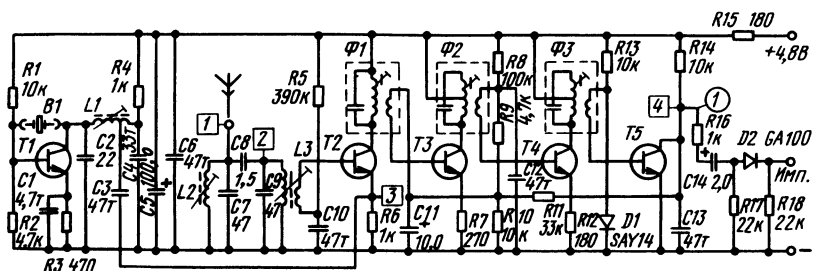 R15 180
+4,8В
R1
10к
B1
L1
R4
1к
T1
C1
4,7т
R2
4,7к
R3 470
C2
22
C3
47т
C4 33т
C5 100,0
+
C6
47т
1
C8
1,5
2
L2
C7
47
C9
47
L3
R5
390к
C10
47т
Ф1
T2
3
R6
1к
C11
+
10,0
Ф2
T3
R7
270
R8
100к
R9
4,7к
R10
10к
C12
47т
T4
R11
33к
Ф3
R12
180
R13
10к
D1
SAY14
T5
R14
10к
4
1
R16
1к
+
C14 2,0
C13
47т
D2 GA100
Имп.
R17
22к
R18
22к
−